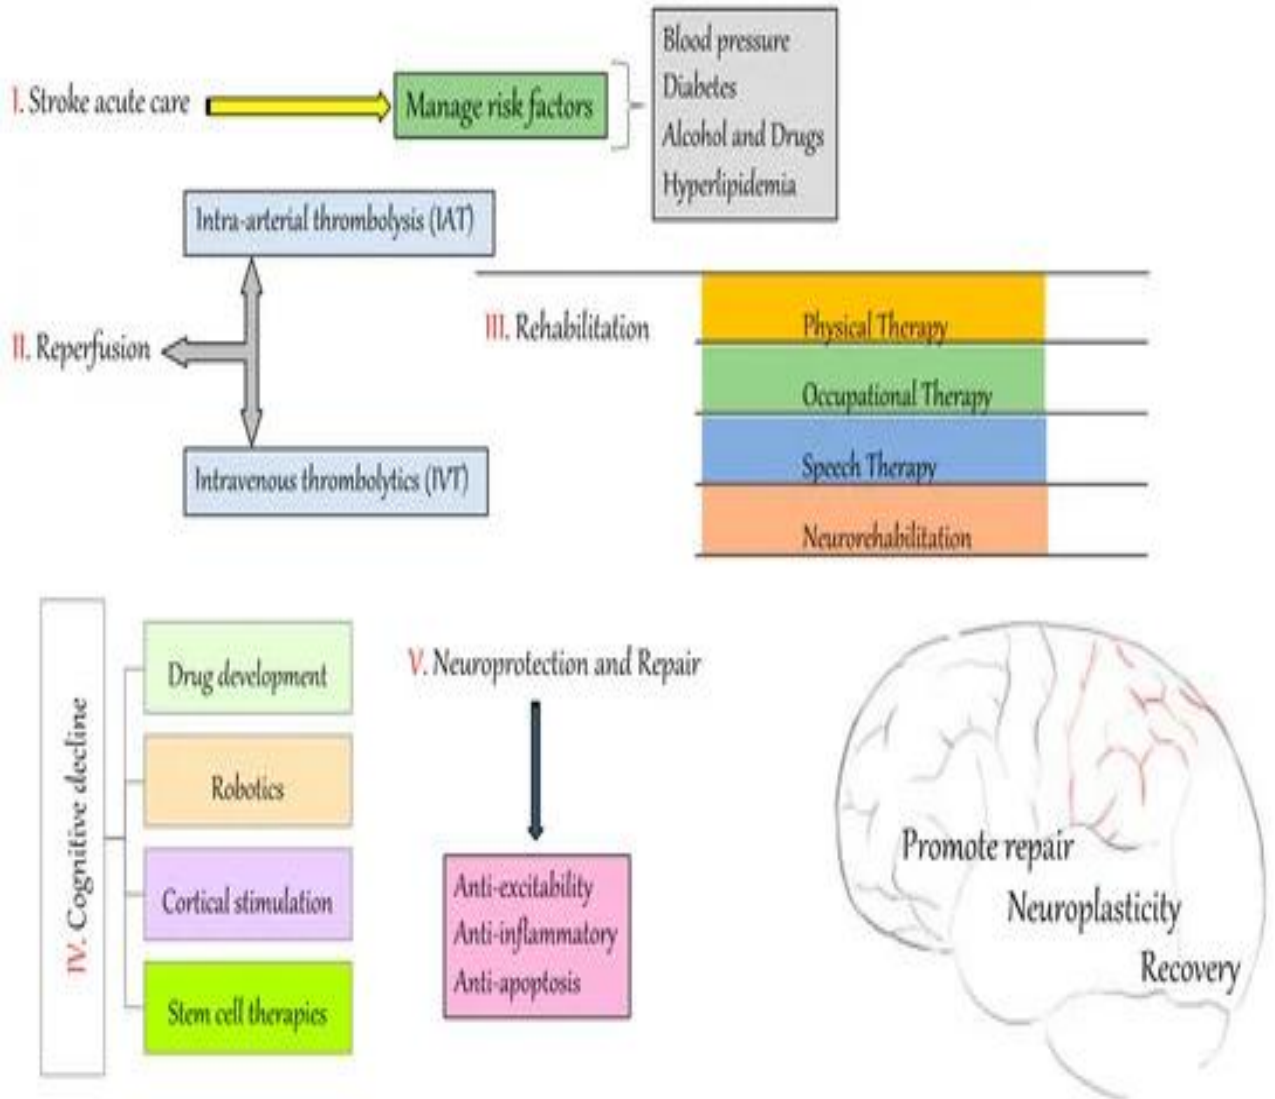 I. Stroke acute care
Manage risk factors
Blood pressure
Diabetes
Alcohol and Drugs
Hyperlipidemia
Intra-arterial thrombolysis (IAT)
II. Reperfusion
Intravenous thrombolytics (IVT)
III. Rehabilitation
Physical Therapy
Occupational Therapy
Speech Therapy
Neurorehabilitation
IV. Cognitive decline
Drug development
Robotics
Cortical stimulation
Stem cell therapies
V. Neuroprotection and Repair
Anti-excitability
Anti-inflammatory
Anti-apoptosis
Promote repair
Neuroplasticity
Recovery